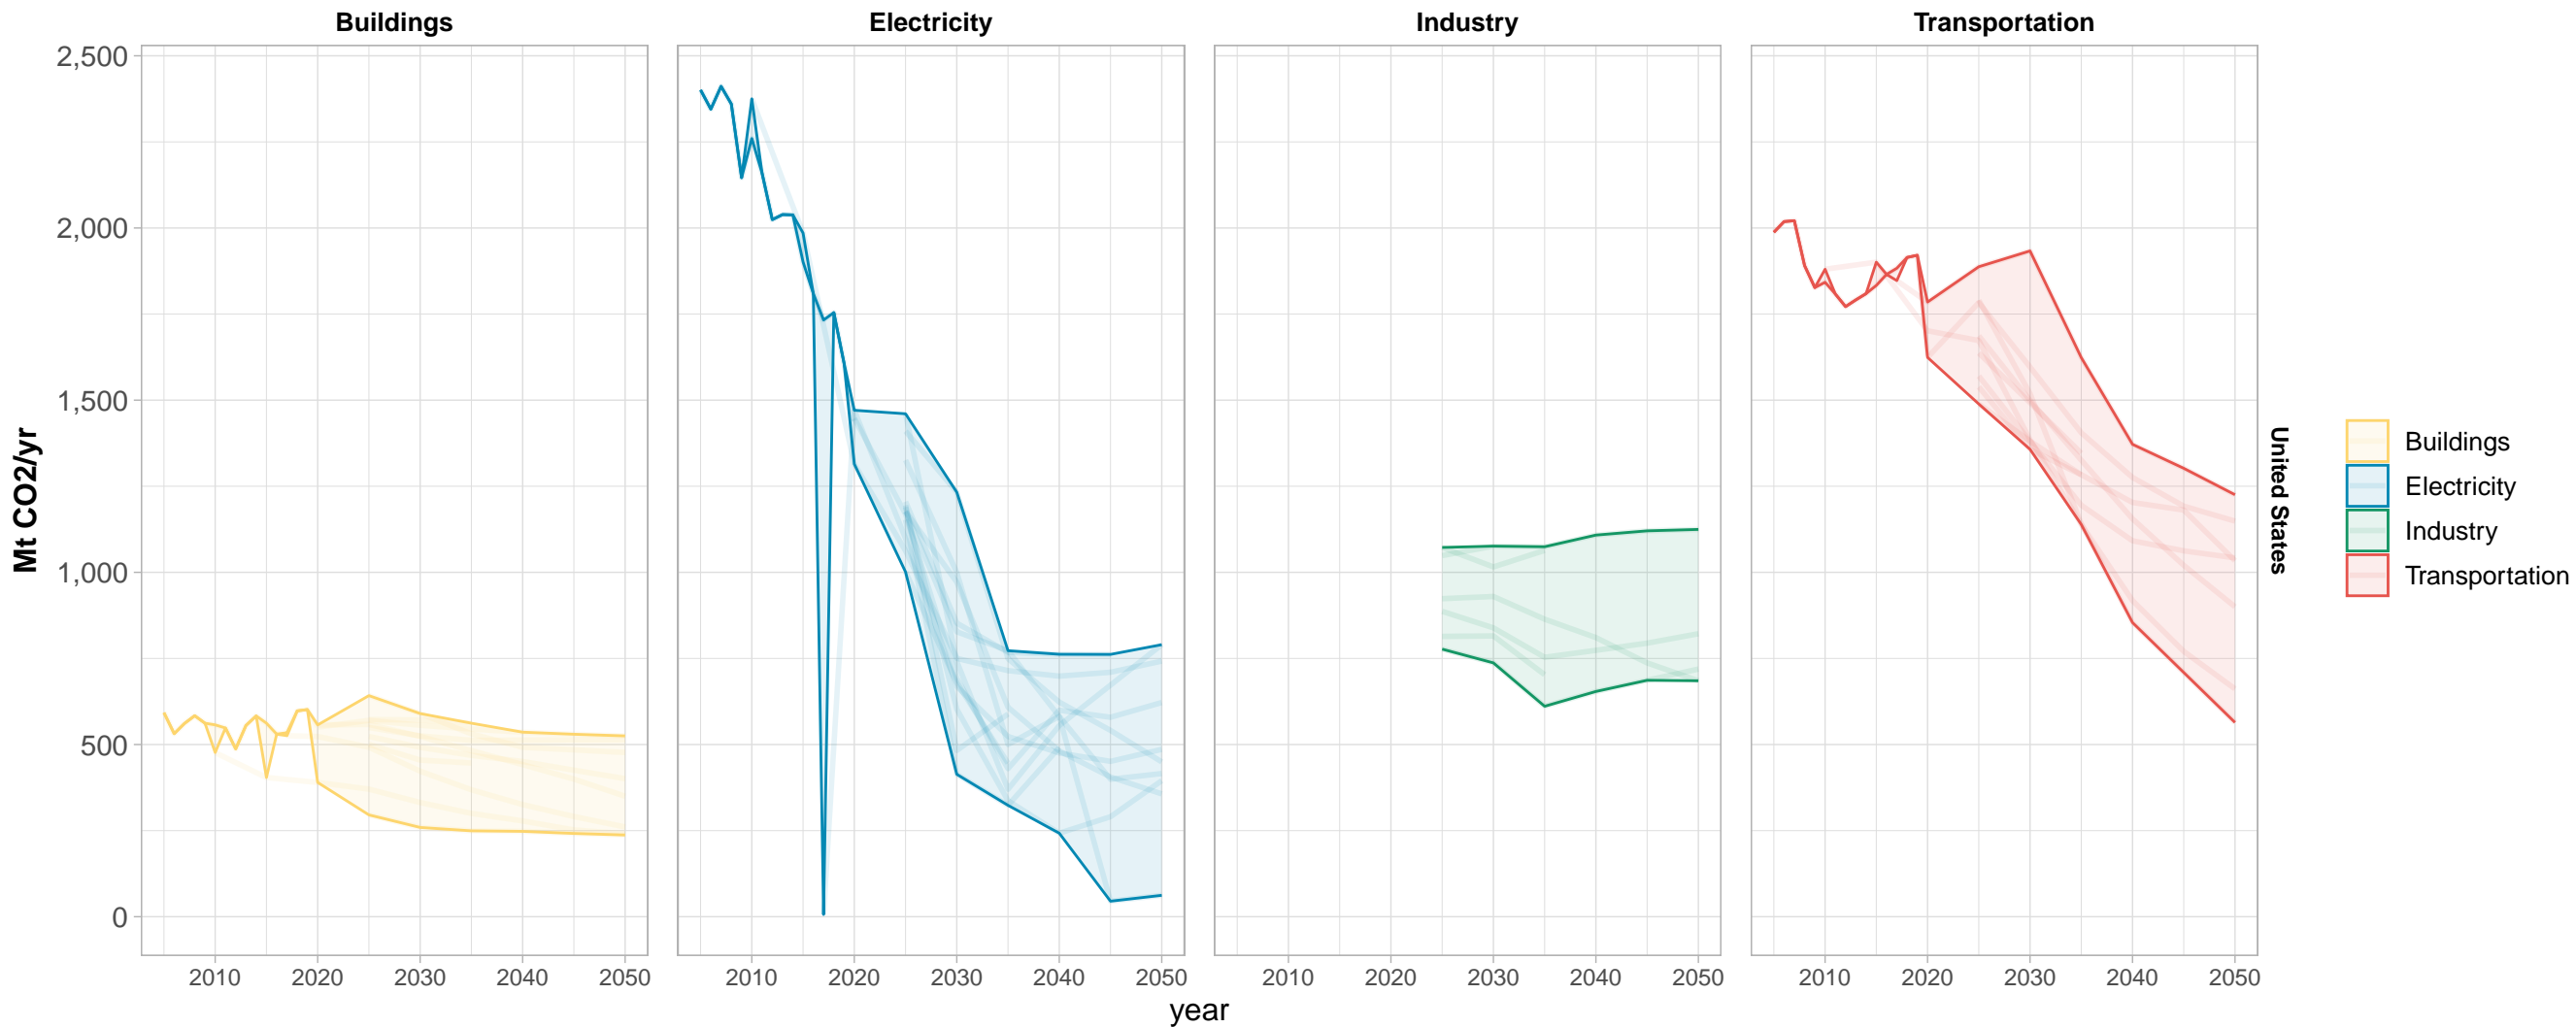 Buildings
Electricity
Industry
Transportation
2,500
2,000
1,500
1,000
500
0
Mt CO2/yr
2010 2020 2030 2040 2050
2010 2020 2030 2040 2050
2010 2020 2030 2040 2050
2010 2020 2030 2040 2050
year
United States
Buildings
Electricity
Industry
Transportation